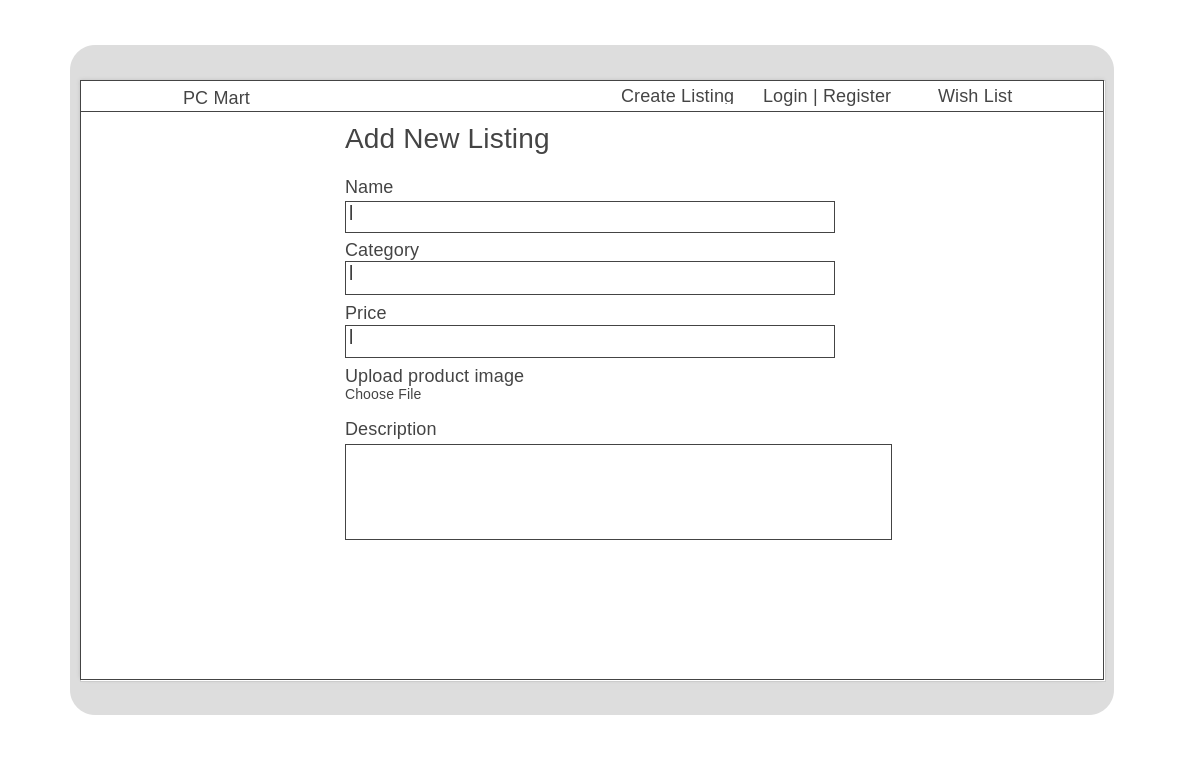 PC Mart
Create Listing
Login | Register
Wish List
Add New Listing
Name
Category
Price
Upload product image
Choose File
Description